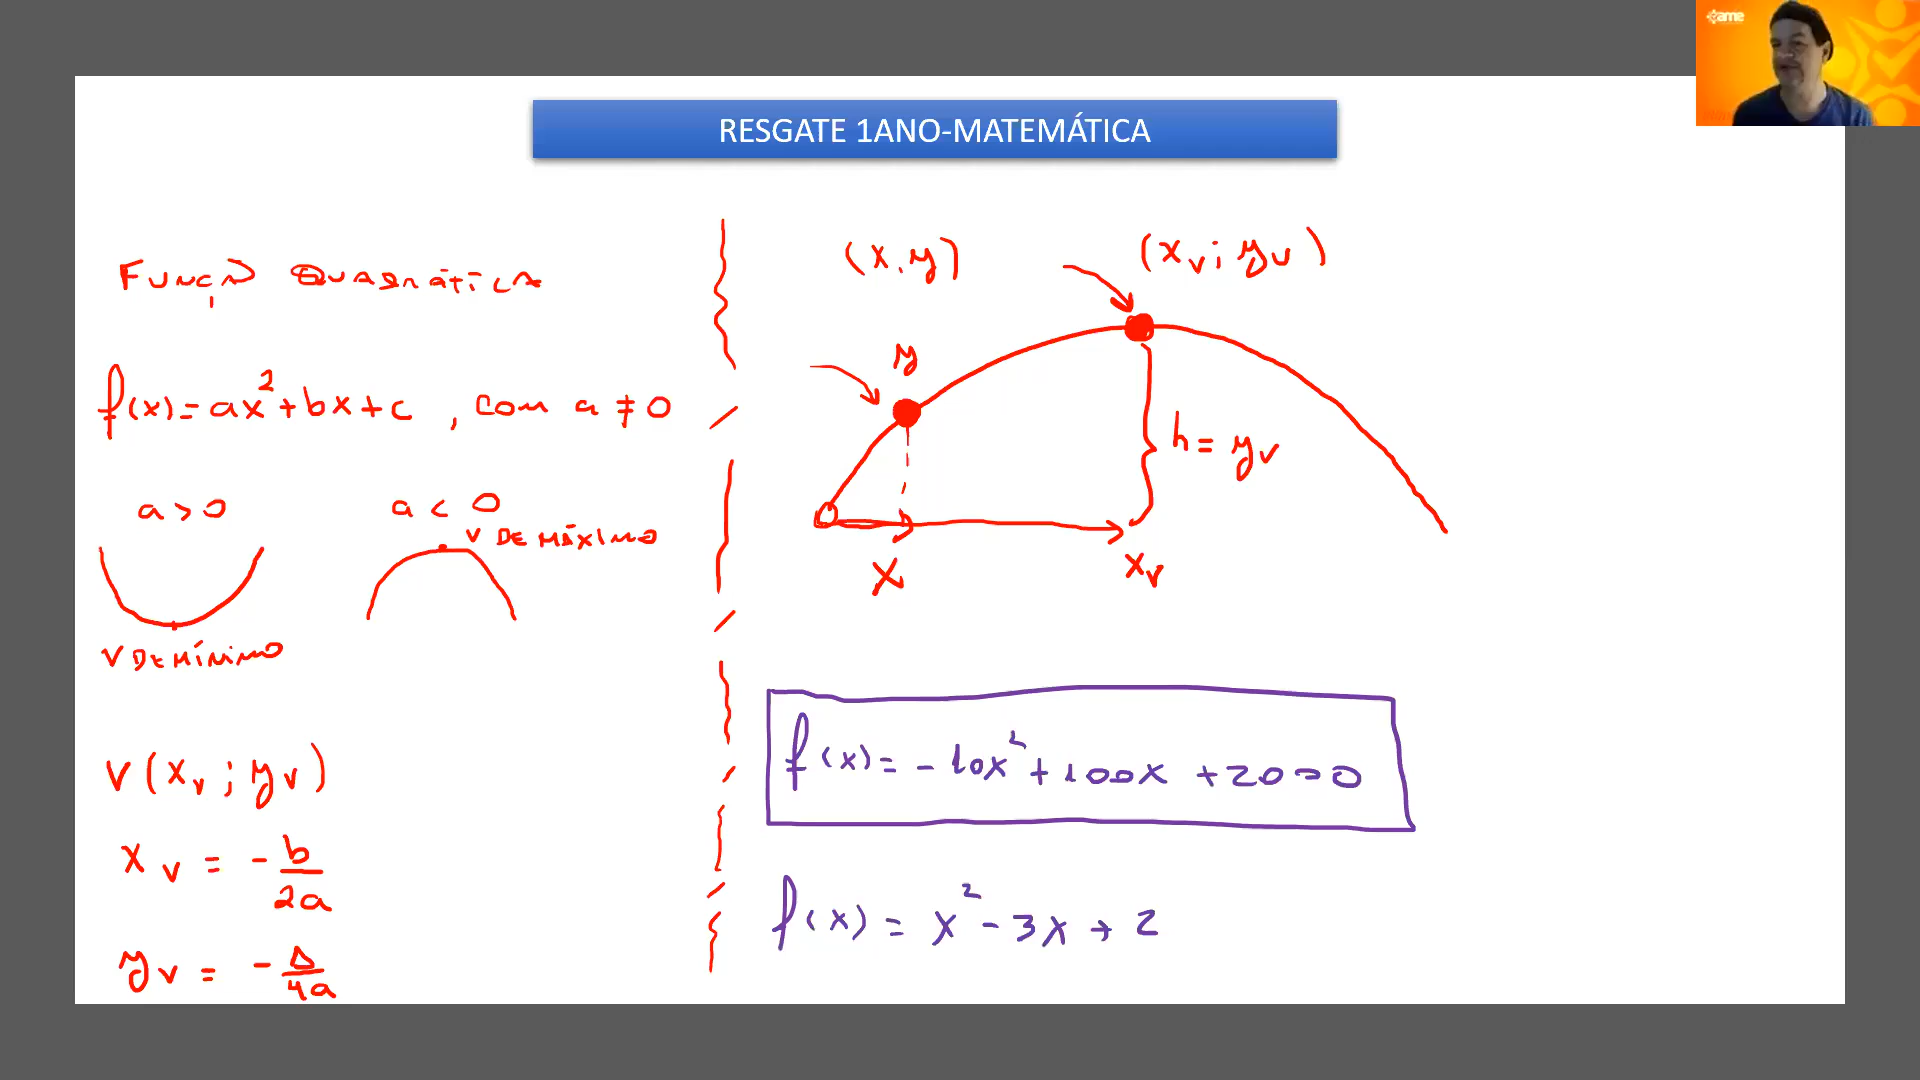 RESGATE 1ANO-MATEMÁTICA
Função Quadrática
f(x)=ax²+bx+c , com a≠0
a>0
a<0
V DE MÁXIMO
V DE MÍNIMO
V(xv;yv)
xv = -b/2a
yv = -Δ/4a
(x,y)
(xv;yv)
y
h=yv
x
xv
f(x)=-10x²+100x+2000
f(x)=x²-3x+2
ame